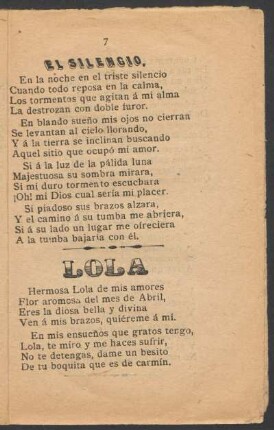 7
EL SILENCIO.
En la noche en el triste silencio
Cuando todo reposa en la calma,
Los tormentos que agitan á mi alma
La destrozan con doble furor.
En blando sueño mis ojos no cierran
Se levantan al cielo llorando,
Y á la tierra se inclinan buscando
Aquel sitio que ocupó mi amor.
Si á la luz de la pálida luna
Majestuosa su sombra mirara,
Si mi duro tormento escuchara
¡Oh! mi Dios cual sería mi placer.
Si piadoso sus brazos alzara,
Y el camino á su tumba me abriera,
Si á su lado un lugar me ofreciera
A la tumba bajaría con él.
LOLA
Hermosa Lola de mis amores
Flor aromosa del mes de Abril,
Eres la diosa bella y divina
Ven á mis brazos, quiéreme á mi.
En mis ensueños que gratos tengo,
Lola, te miro y me haces sufrir,
No te detengas, dame un besito
De tu boquita que es de carmín.